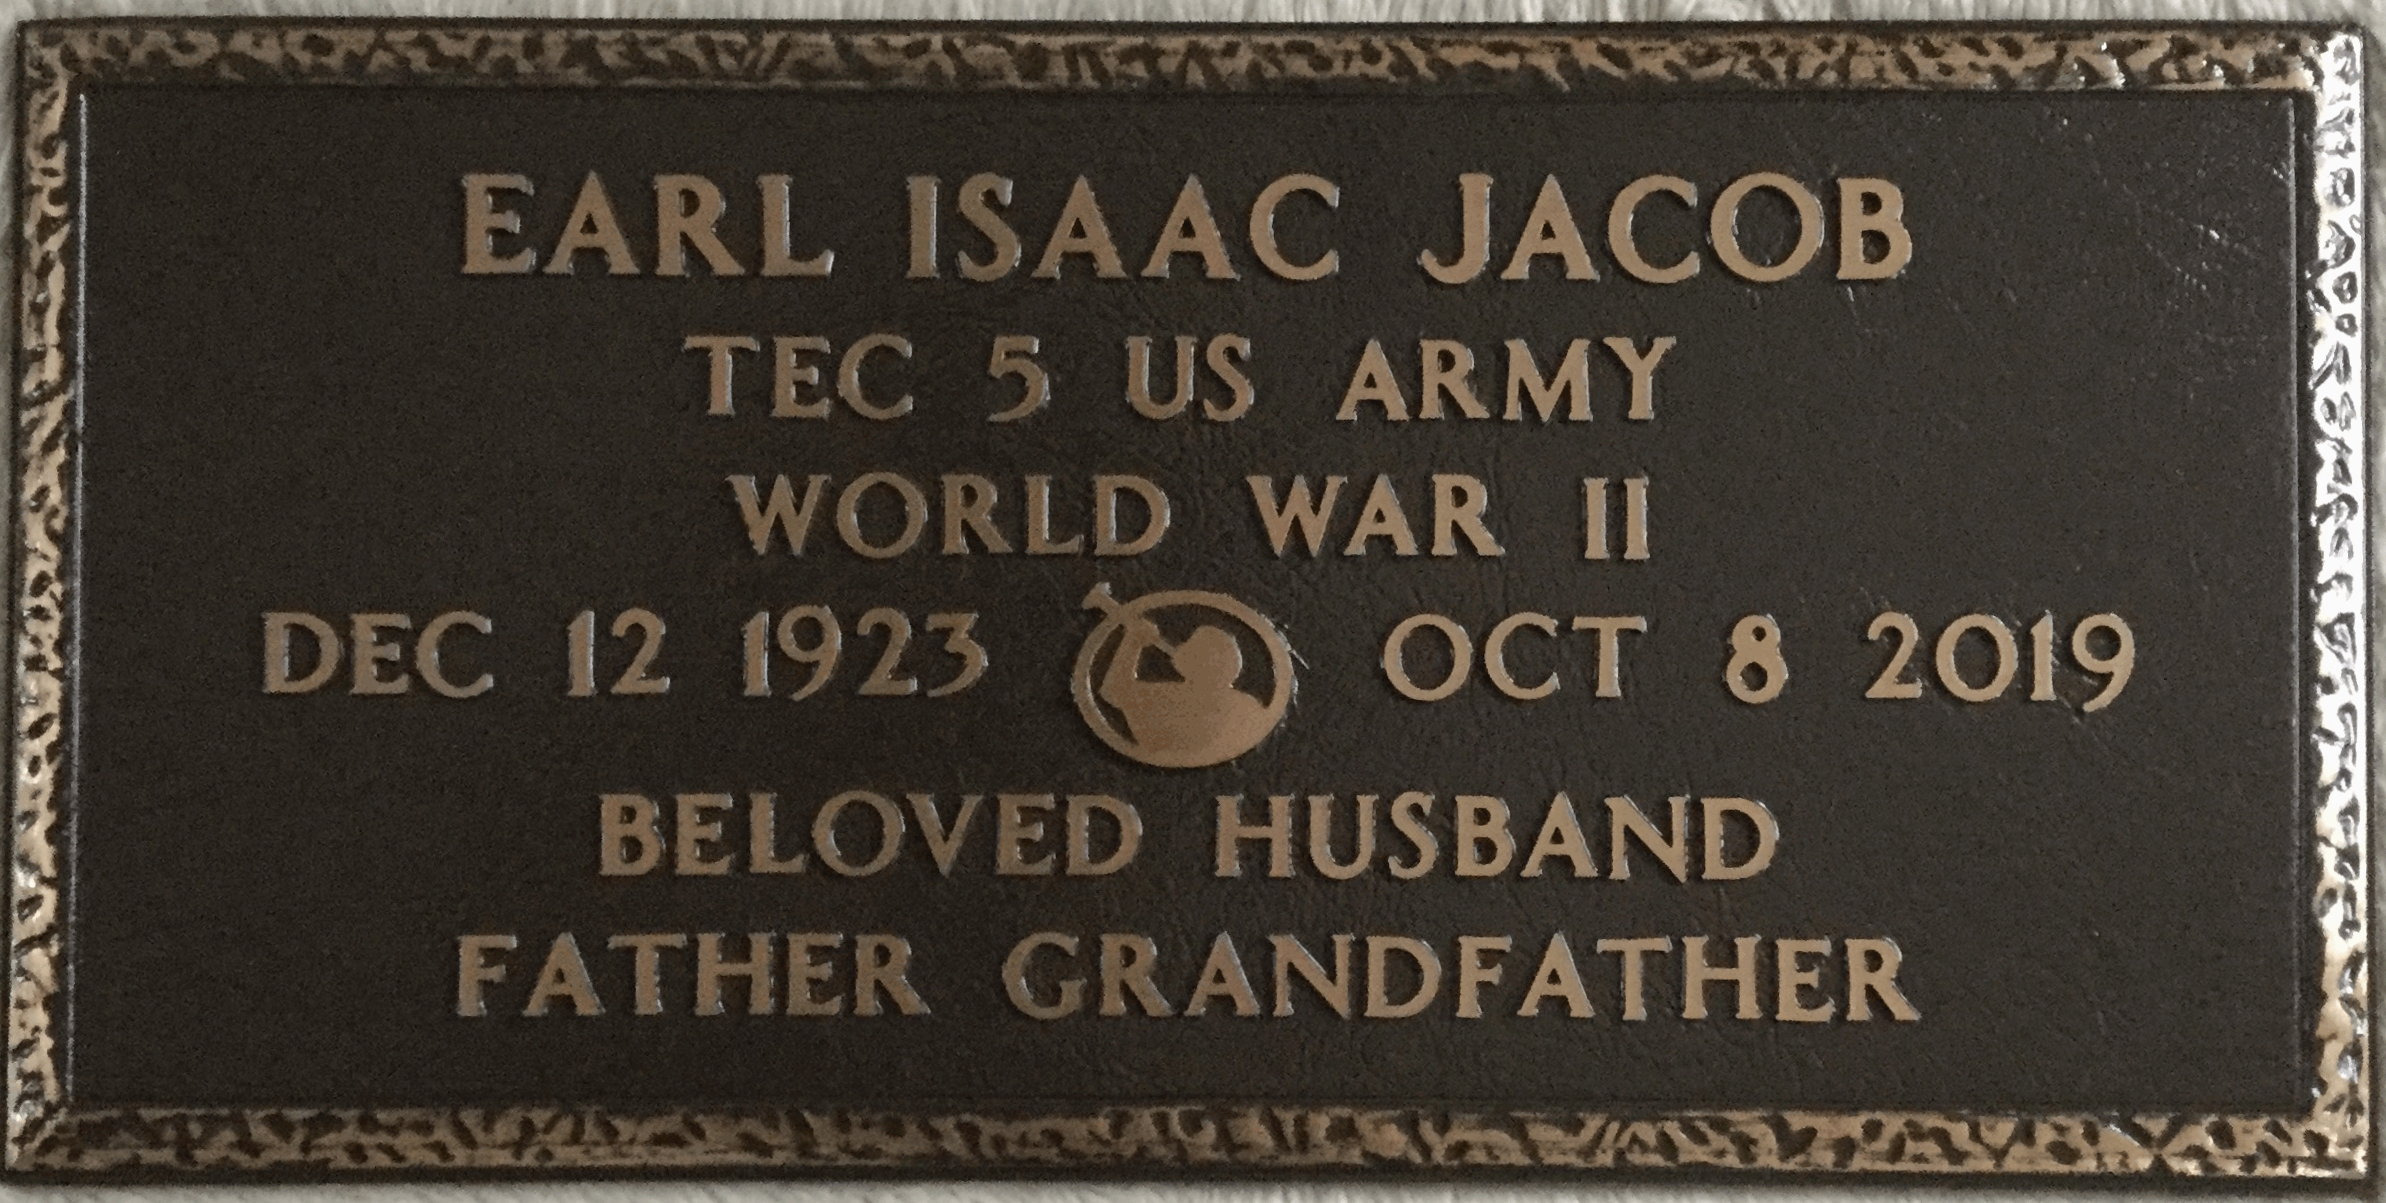 EARL ISAAC JACOB
TEC 5 US ARMY
WORLD WAR II
DEC 12 1923 OCT 8 2019
BELOVED HUSBAND
FATHER GRANDFATHER